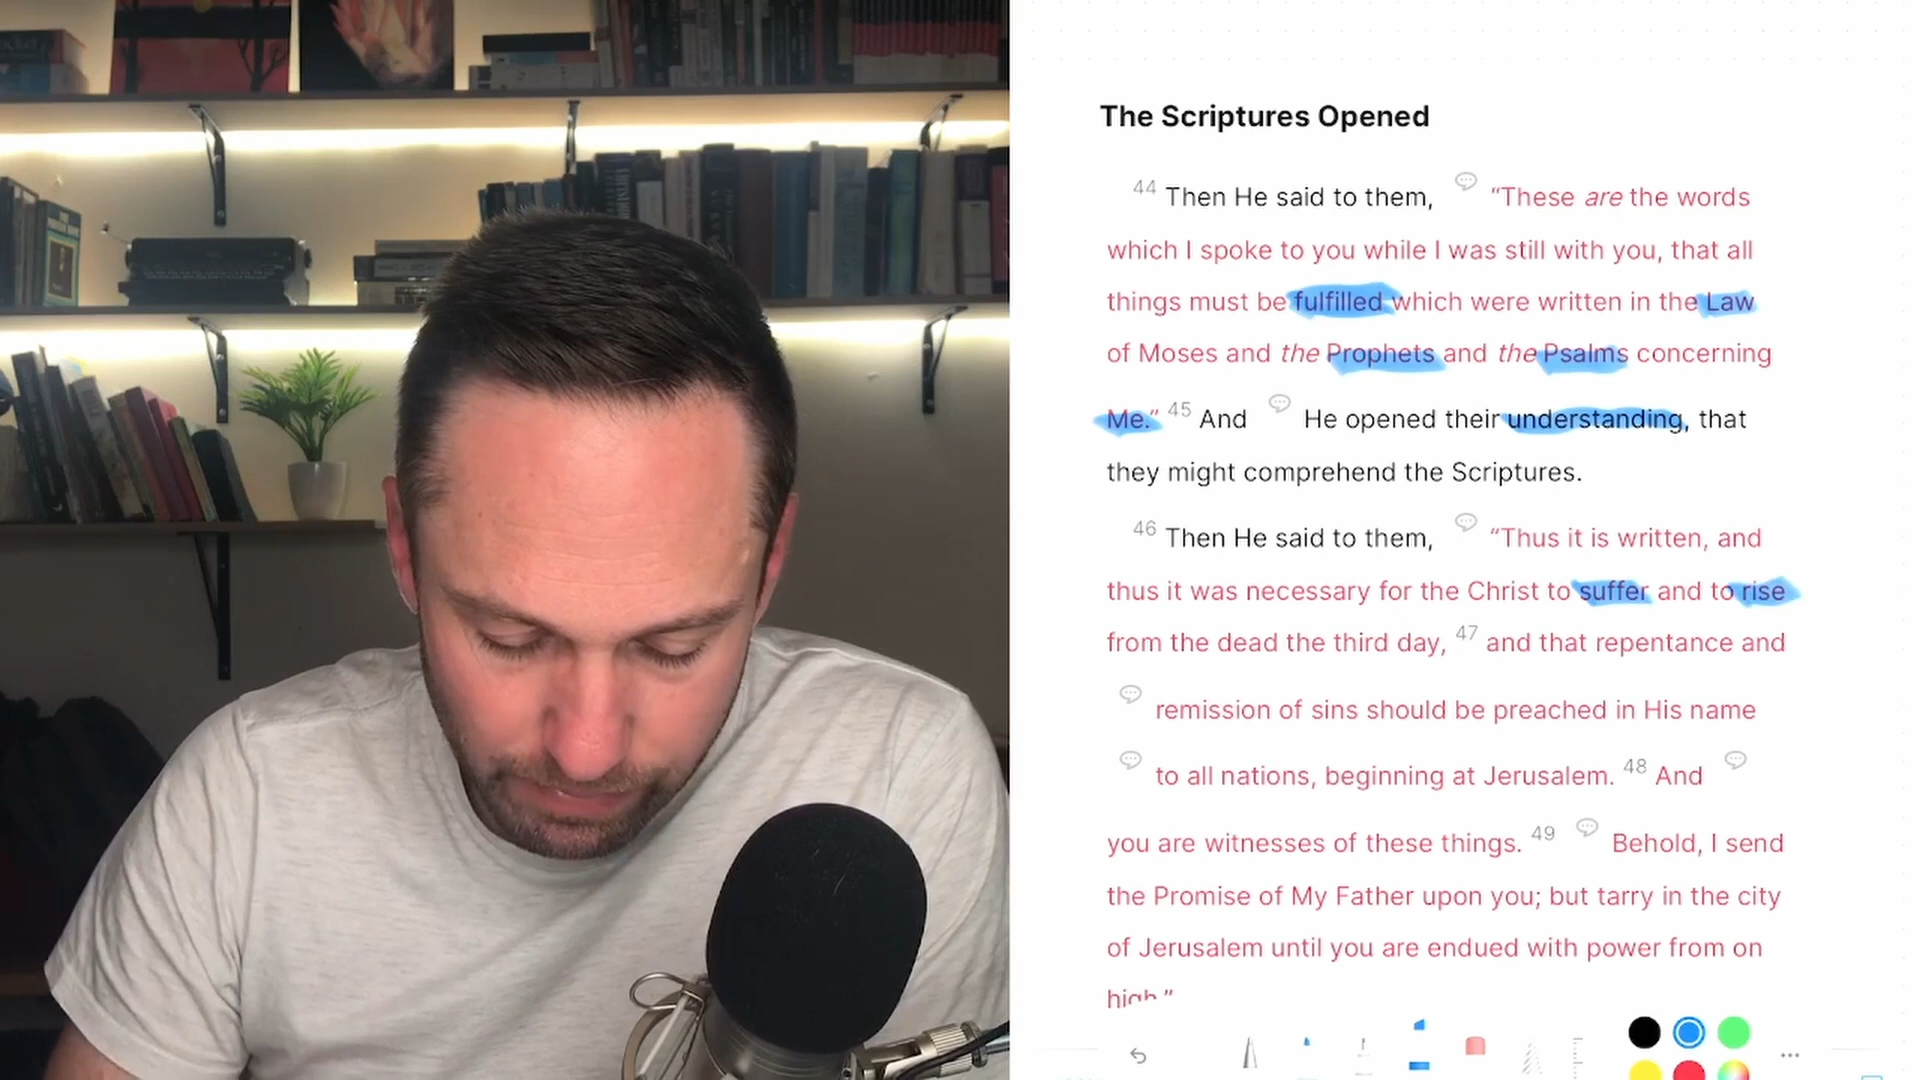 The Scriptures Opened
44 Then He said to them, “These are the words
which I spoke to you while I was still with you, that all
things must be fulfilled which were written in the Law
of Moses and the Prophets and the Psalms concerning
Me.” 45 And He opened their understanding, that
they might comprehend the Scriptures.
46 Then He said to them, “Thus it is written, and
thus it was necessary for the Christ to suffer and to rise
from the dead the third day, 47 and that repentance and
remission of sins should be preached in His name
to all nations, beginning at Jerusalem. 48 And
you are witnesses of these things. 49 Behold, I send
the Promise of My Father upon you; but tarry in the city
of Jerusalem until you are endued with power from on
high.”